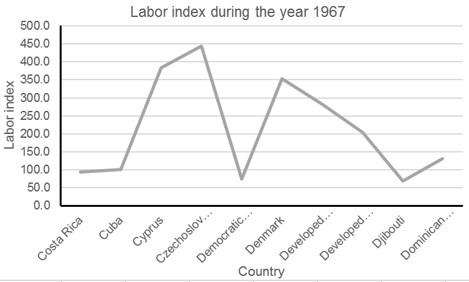 Labor index during the year 1967
500.0
450.0
400.0
350.0
300.0
250.0
200.0
150.0
100.0
50.0
0.0
Labor index
Costa Rica
Cuba
Cyprus
Czechoslov...
Democratic...
Denmark
Developed...
Developed...
Djibouti
Dominican...
Country